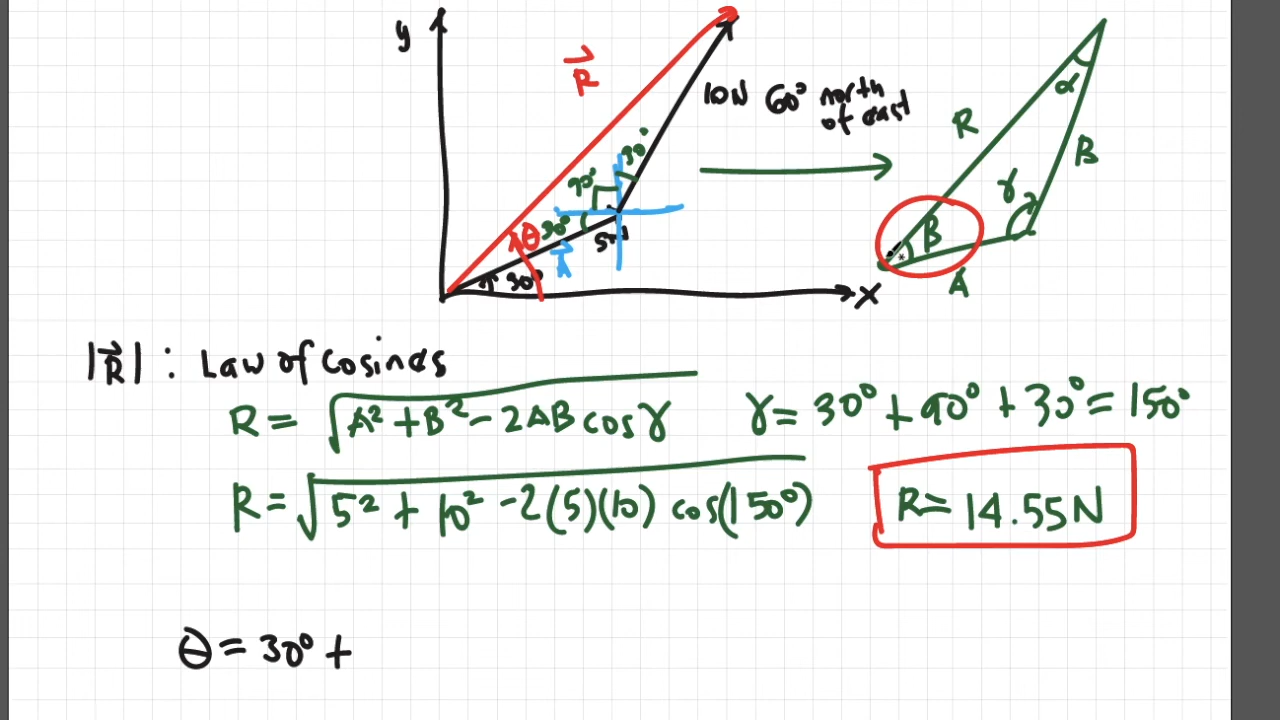 y
R
10N 60° north
of east
30°
90°
30°
θ
5N
A
30°
x
R
α
B
γ
β
A
|R| : Law of Cosines
R = √A² + B² - 2AB cos γ γ = 30° + 90° + 30° = 150°
R = √5² + 10² - 2(5)(10) cos(150°) R = 14.55N
θ = 30° +